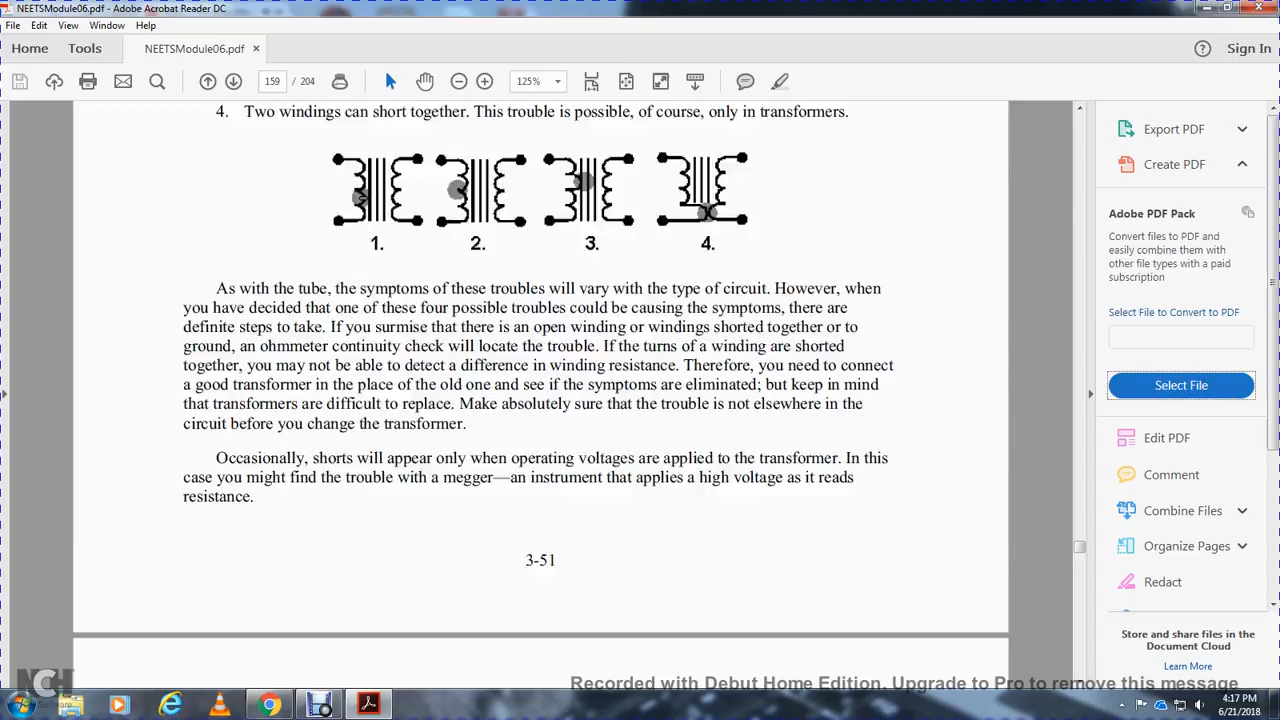 NEETSModule06.pdf - Adobe Acrobat Reader DC
File Edit View Window Help
Home Tools NEETSModule06.pdf × Sign In
159 / 204 125%
4. Two windings can short together. This trouble is possible, of course, only in transformers.
1. 2. 3. 4.
As with the tube, the symptoms of these troubles will vary with the type of circuit. However, when
you have decided that one of these four possible troubles could be causing the symptoms, there are
definite steps to take. If you surmise that there is an open winding or windings shorted together or to
ground, an ohmmeter continuity check will locate the trouble. If the turns of a winding are shorted
together, you may not be able to detect a difference in winding resistance. Therefore, you need to connect
a good transformer in the place of the old one and see if the symptoms are eliminated; but keep in mind
that transformers are difficult to replace. Make absolutely sure that the trouble is not elsewhere in the
circuit before you change the transformer.
Occasionally, shorts will appear only when operating voltages are applied to the transformer. In this
case you might find the trouble with a megger—an instrument that applies a high voltage as it reads
resistance.
3-51
Export PDF
Create PDF
Adobe PDF Pack
Convert files to PDF and
easily combine them with
other file types with a paid
subscription
Select File to Convert to PDF
Select File
Edit PDF
Comment
Combine Files
Organize Pages
Redact
Store and share files in the
Document Cloud
Learn More
NCH Software
Recorded with Debut Home Edition. Upgrade to Pro to remove this message
4:17 PM
6/21/2018